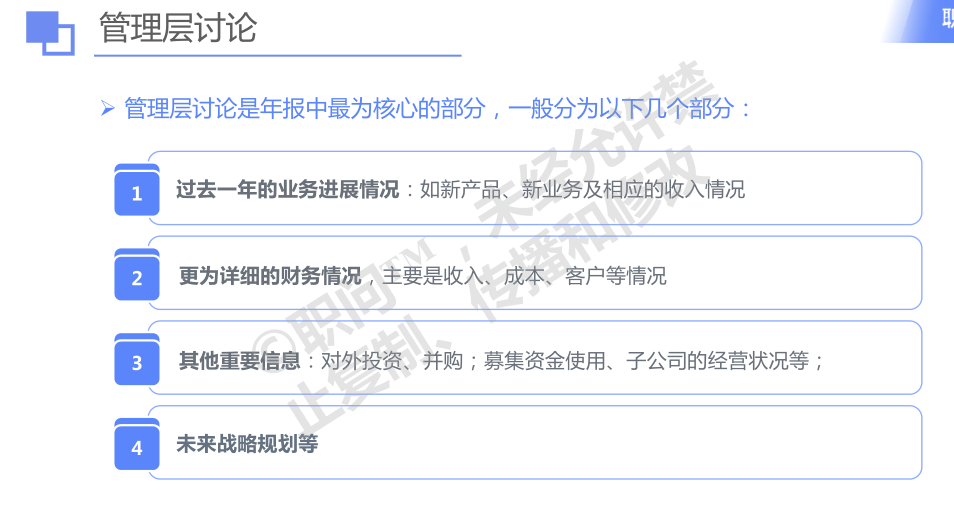 管理层讨论
职
管理层讨论是年报中最为核心的部分，一般分为以下几个部分：
1 过去一年的业务进展情况：如新产品、新业务及相应的收入情况
2 更为详细的财务情况，主要是收入、成本、客户等情况
3 其他重要信息：对外投资、并购；募集资金使用、子公司的经营状况等；
4 未来战略规划等
©职问™，未经允许禁
止复制、传播和修改